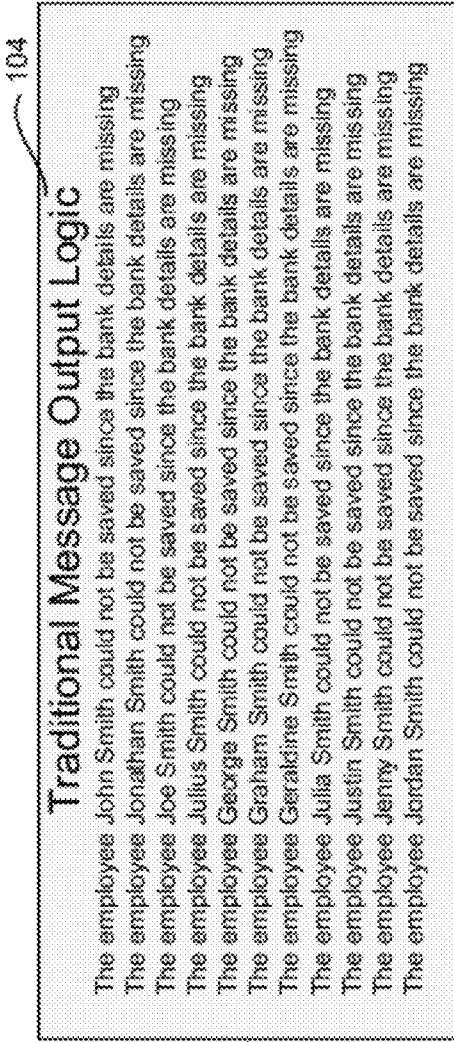 104
Traditional Message Output Logic
The employee John Smith could not be saved since the bank details are missing
The employee Jonathan Smith could not be saved since the bank details are missing
The employee Joe Smith could not be saved since the bank details are missing
The employee Julius Smith could not be saved since the bank details are missing
The employee George Smith could not be saved since the bank details are missing
The employee Graham Smith could not be saved since the bank details are missing
The employee Geraldine Smith could not be saved since the bank details are missing
The employee Julia Smith could not be saved since the bank details are missing
The employee Justin Smith could not be saved since the bank details are missing
The employee Jenny Smith could not be saved since the bank details are missing
The employee Jordan Smith could not be saved since the bank details are missing